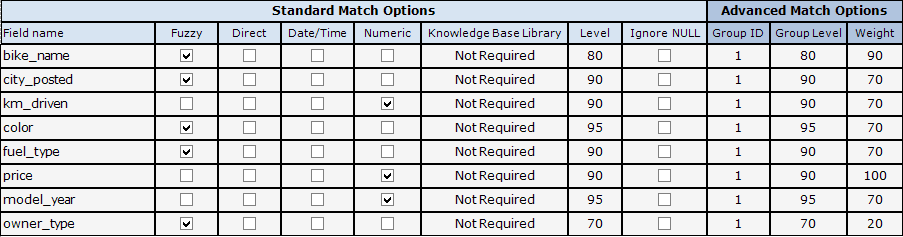 Standard Match Options Advanced Match Options
Field name Fuzzy Direct Date/Time Numeric Knowledge Base Library Level Ignore NULL Group ID Group Level Weight
bike_name Not Required 80 1 80 90
city_posted Not Required 90 1 90 70
km_driven Not Required 90 1 90 70
color Not Required 95 1 95 70
fuel_type Not Required 90 1 90 70
price Not Required 90 1 90 100
model_year Not Required 95 1 95 70
owner_type Not Required 70 1 70 20